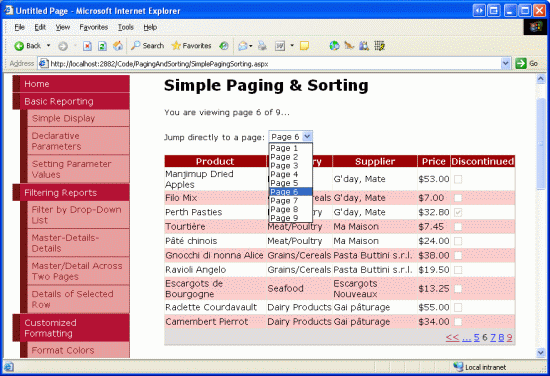 Untitled Page - Microsoft Internet Explorer
File Edit View Favorites Tools Help
Back Search Favorites
Address http://localhost:2882/Code/PagingAndSorting/SimplePagingSorting.aspx Go
Home
Basic Reporting
Simple Display
Declarative
Parameters
Setting Parameter
Values
Filtering Reports
Filter by Drop-Down
List
Master-Details-
Details
Master/Detail Across
Two Pages
Details of Selected
Row
Customized
Formatting
Format Colors
Simple Paging & Sorting
You are viewing page 6 of 9...
Jump directly to a page: Page 6
Page 1
Page 2
Page 3
Page 4
Page 5
Page 6
Page 7
Page 8
Page 9
Product ry Supplier Price Discontinued
Manjimup Dried
Apples G'day, Mate $53.00
Filo Mix Cereals G'day, Mate $7.00
Perth Pasties ultry G'day, Mate $32.80
Tourtière Meat/Poultry Ma Maison $7.45
Pâté chinois Meat/Poultry Ma Maison $24.00
Gnocchi di nonna Alice Grains/Cereals Pasta Buttini s.r.l. $38.00
Ravioli Angelo Grains/Cereals Pasta Buttini s.r.l. $19.50
Escargots de
Bourgogne Seafood Escargots
Nouveaux $13.25
Raclette Courdavault Dairy Products Gai pâturage $55.00
Camembert Pierrot Dairy Products Gai pâturage $34.00
<< ... 5 6 7 8 9
Local intranet